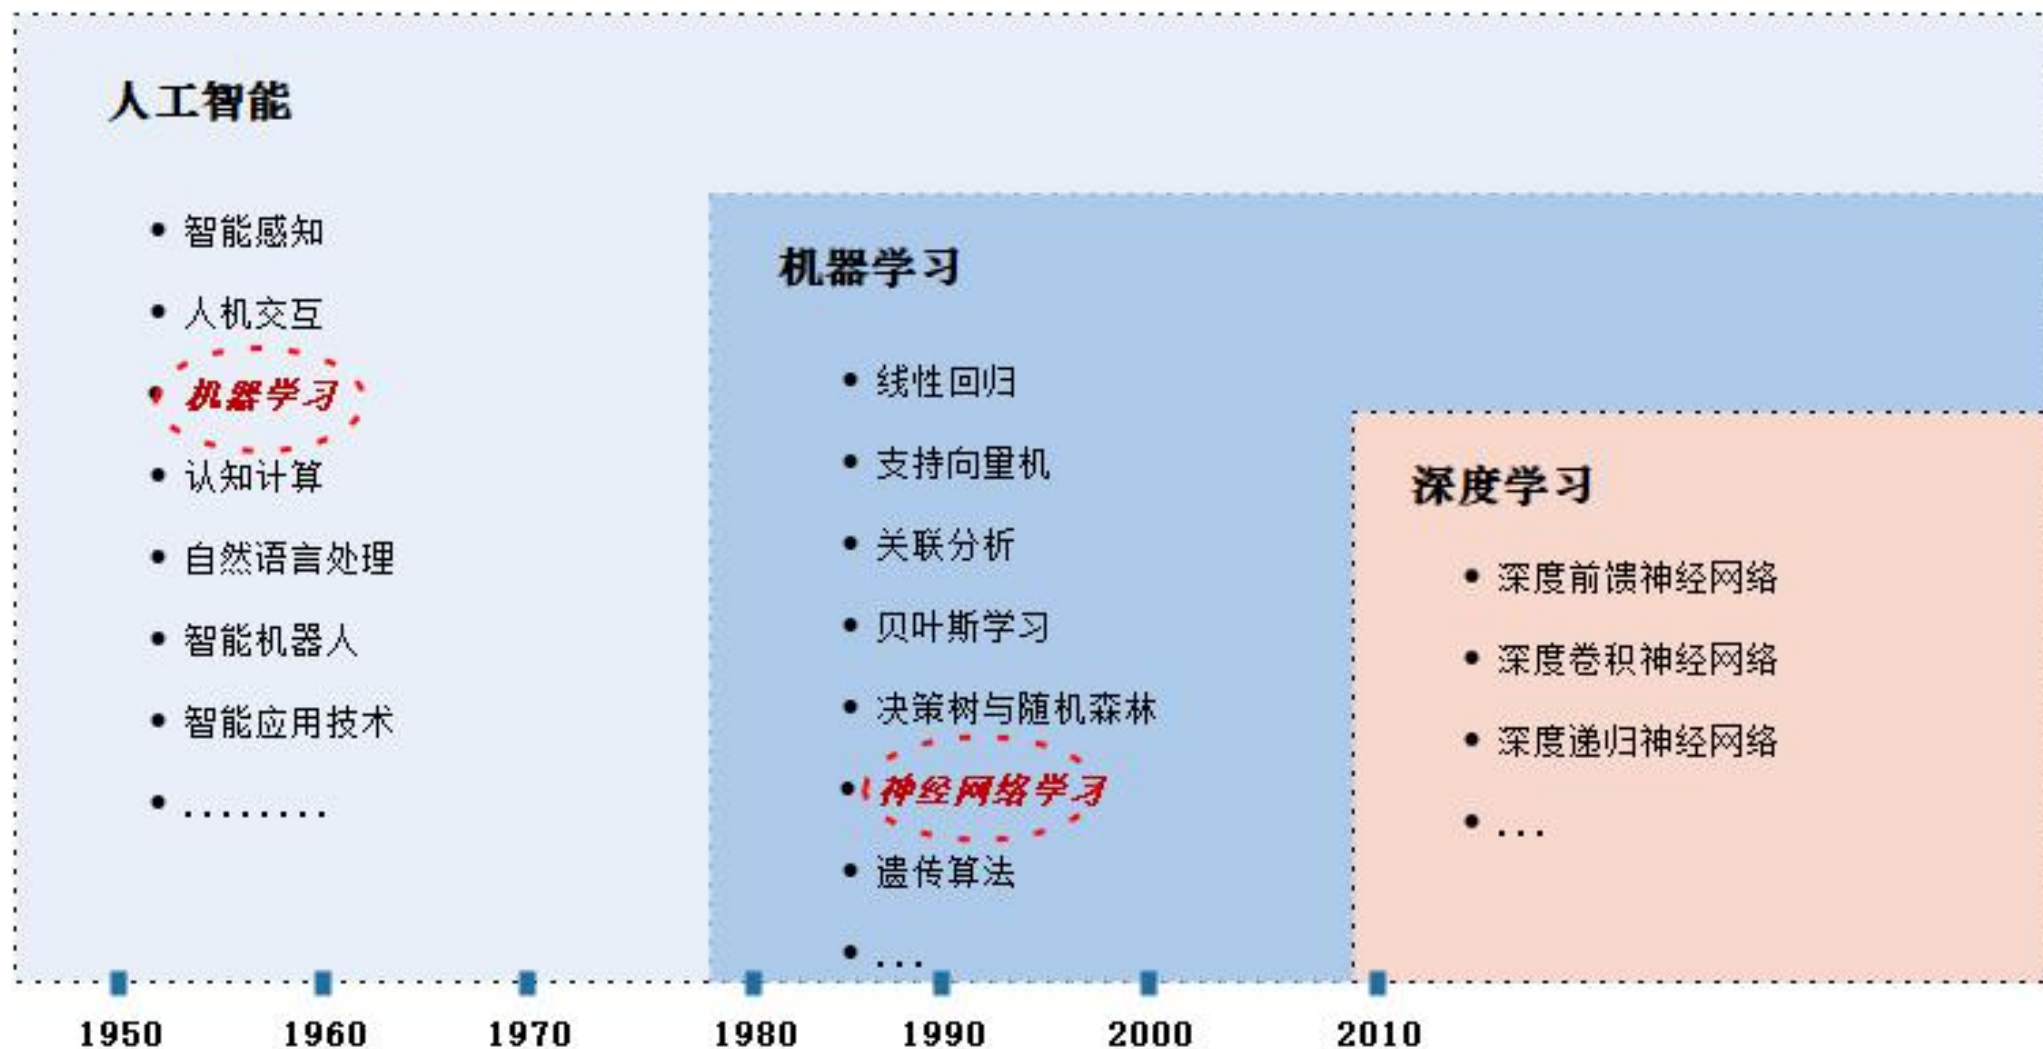 人工智能
• 智能感知
• 人机交互
• 机器学习
• 认知计算
• 自然语言处理
• 智能机器人
• 智能应用技术
• ........
机器学习
• 线性回归
• 支持向量机
• 关联分析
• 贝叶斯学习
• 决策树与随机森林
• 神经网络学习
• 遗传算法
• ...
深度学习
• 深度前馈神经网络
• 深度卷积神经网络
• 深度递归神经网络
• ...
1950 1960 1970 1980 1990 2000 2010